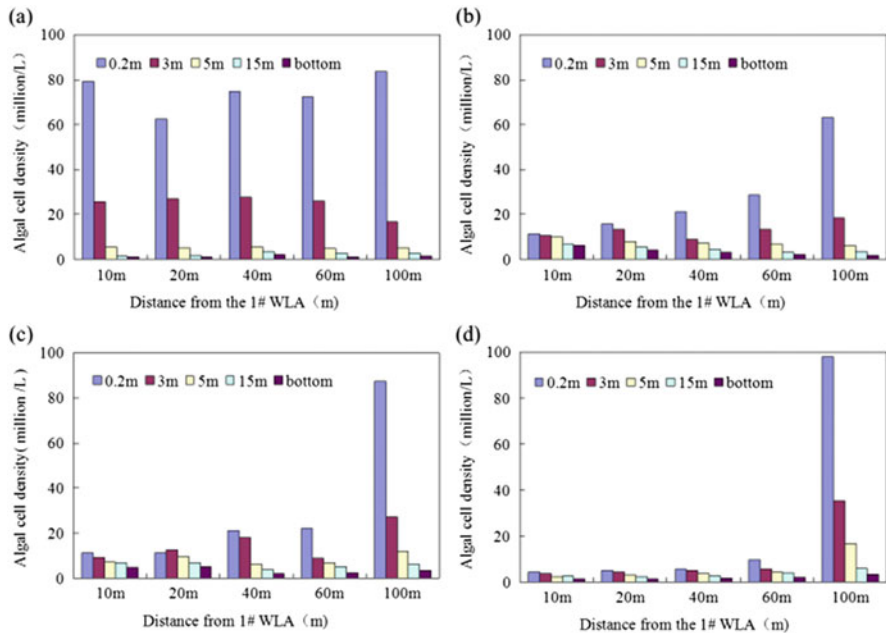 (a)
Algal cell density（million/L）
100
80
60
40
20
0
0.2m 3m 5m 15m bottom
10m 20m 40m 60m 100m
Distance from the 1# WLA（m）
(b)
Algal cell density（million/L）
100
80
60
40
20
0
0.2m 3m 5m 15m bottom
10m 20m 40m 60m 100m
Distance from the 1# WLA（m）
(c)
Algal cell density( million /L）
100
80
60
40
20
0
0.2m 3m 5m 15m bottom
10m 20m 40m 60m 100m
Distance from 1# WLA（m）
(d)
Algal cell density（million/L）
100
80
60
40
20
0
0.2m 3m 5m 15m bottom
10m 20m 40m 60m 100m
Distance from 1# WLA（m）